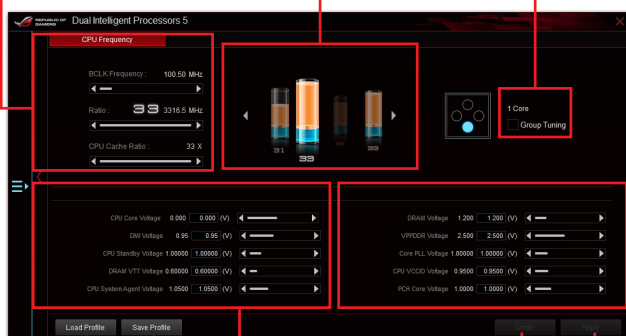 REPUBLIC OF GAMERS
Dual Intelligent Processors 5
CPU Frequency
BCLK Frequency : 100.50 MHz
Ratio : 33 3316.5 MHz
CPU Cache Ratio : 33 X
31
33
33
1 Core
Group Tuning
CPU Core Voltage 0.000 0.000 (V)
DMI Voltage 0.95 0.95 (V)
CPU Standby Voltage 1.00000 1.00000 (V)
DRAM VTT Voltage 0.60000 0.60000 (V)
CPU System Agent Voltage 1.0500 1.0500 (V)
DRAM Voltage 1.200 1.200 (V)
VPPDDR Voltage 2.500 2.500 (V)
Core PLL Voltage 1.00000 1.00000 (V)
CPU VCCIO Voltage 0.9500 0.9500 (V)
PCH Core Voltage 1.0000 1.0000 (V)
Load Profile
Save Profile
Undo
Apply